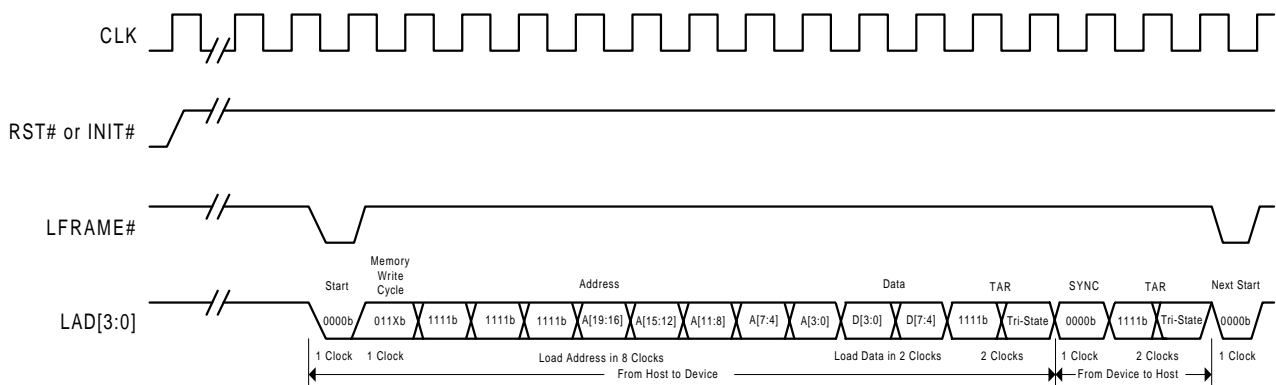 CLK
RST# or INIT#
LFRAME#
Memory
Write
Cycle
Start
Address
Data
TAR
SYNC
TAR
Next Start
LAD[3:0]
0000b
011Xb
1111b
1111b
1111b
A[19:16]
A[15:12]
A[11:8]
A[7:4]
A[3:0]
D[3:0]
D[7:4]
1111b
Tri-State
0000b
1111b
Tri-State
0000b
1 Clock
1 Clock
Load Address in 8 Clocks
Load Data in 2 Clocks
2 Clocks
1 Clock
2 Clocks
1 Clock
From Host to Device
From Device to Host